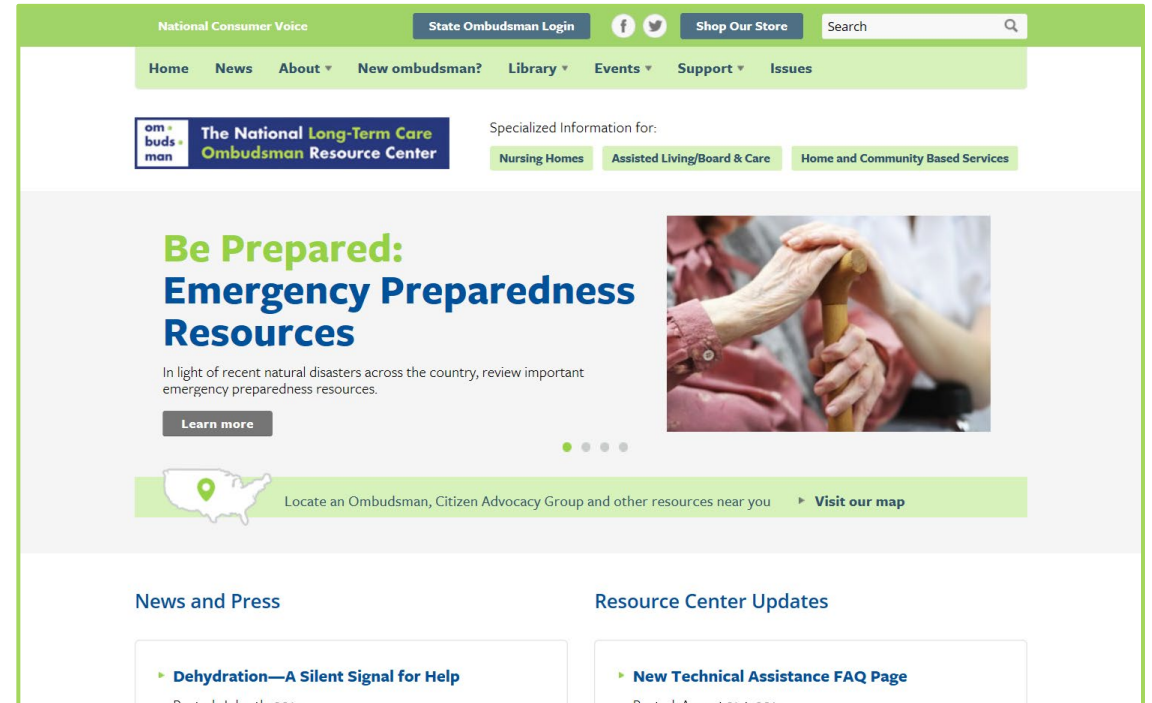 National Consumer Voice
State Ombudsman Login
Shop Our Store
Search
Home News About New ombudsman? Library Events Support Issues
om
buds
man
The National Long-Term Care
Ombudsman Resource Center
Specialized Information for:
Nursing Homes Assisted Living/Board & Care Home and Community Based Services
Be Prepared:
Emergency Preparedness
Resources
In light of recent natural disasters across the country, review important
emergency preparedness resources.
Learn more
Locate an Ombudsman, Citizen Advocacy Group and other resources near you Visit our map
News and Press
Dehydration—A Silent Signal for Help
Resource Center Updates
New Technical Assistance FAQ Page